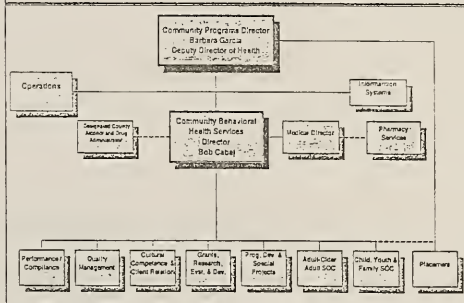 Community Programs Director
Barbara Garcia
Deputy Director of Health
Operations
Information
Systems
Designated County
Alcohol and Drug
Administrator
Community Behavioral
Health Services
Director
Bob Cabaj
Medical Director
Pharmacy
Services
Performance/
Compliance
Quality
Management
Cultural
Competence &
Client Relations
Grants,
Research,
Eval. & Dev.
Prog. Dev. &
Special
Projects
Adult-Older
Adult SOC
Child, Youth &
Family SOC
Placement